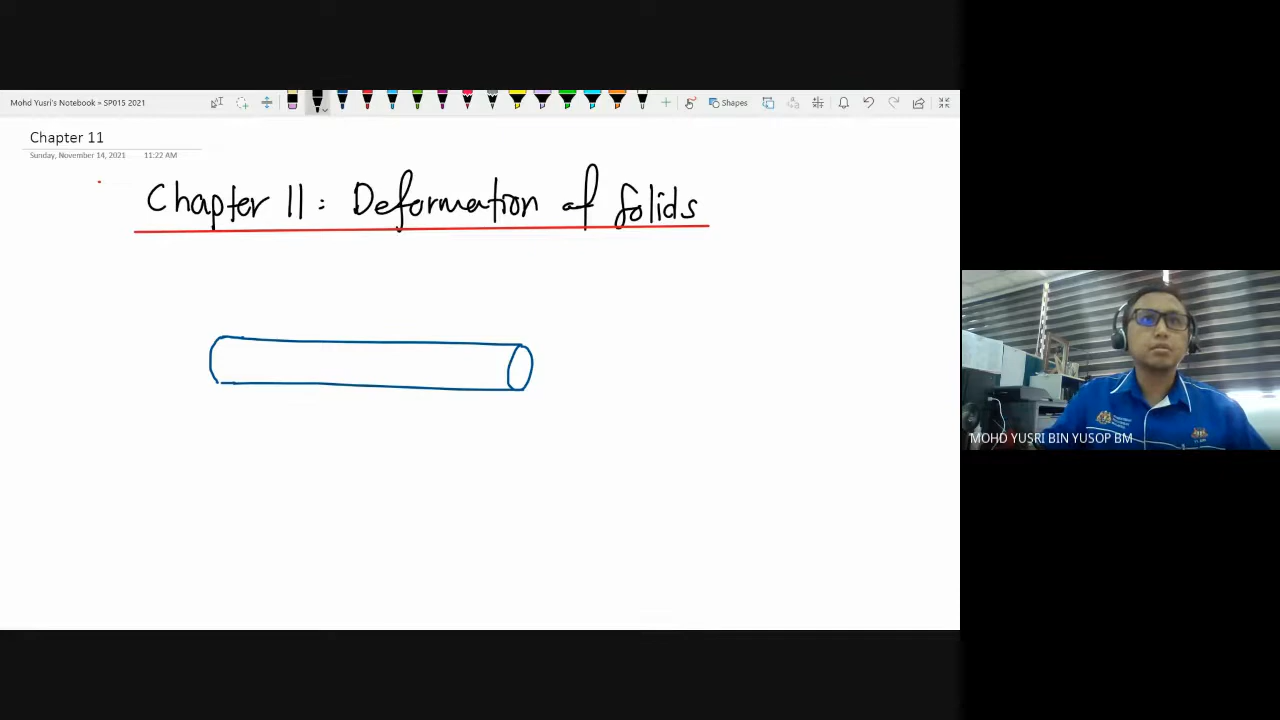 Mohd Yusri's Notebook » SP015 2021
Shapes
Chapter 11
Sunday, November 14, 2021 11:22 AM
Chapter 11 : Deformation of Solids
MOHD YUSRI BIN YUSOP BM